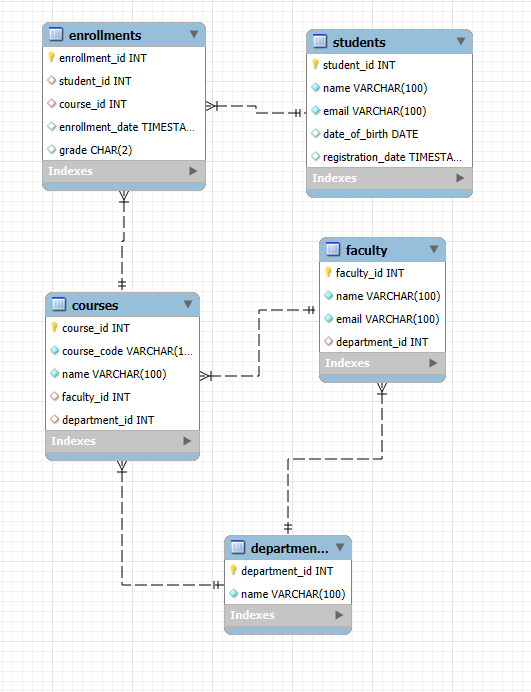 enrollments
enrollment_id INT
student_id INT
course_id INT
enrollment_date TIMESTA...
grade CHAR(2)
Indexes
students
student_id INT
name VARCHAR(100)
email VARCHAR(100)
date_of_birth DATE
registration_date TIMESTA...
Indexes
faculty
faculty_id INT
name VARCHAR(100)
email VARCHAR(100)
department_id INT
Indexes
courses
course_id INT
course_code VARCHAR(1...
name VARCHAR(100)
faculty_id INT
department_id INT
Indexes
departmen...
department_id INT
name VARCHAR(100)
Indexes